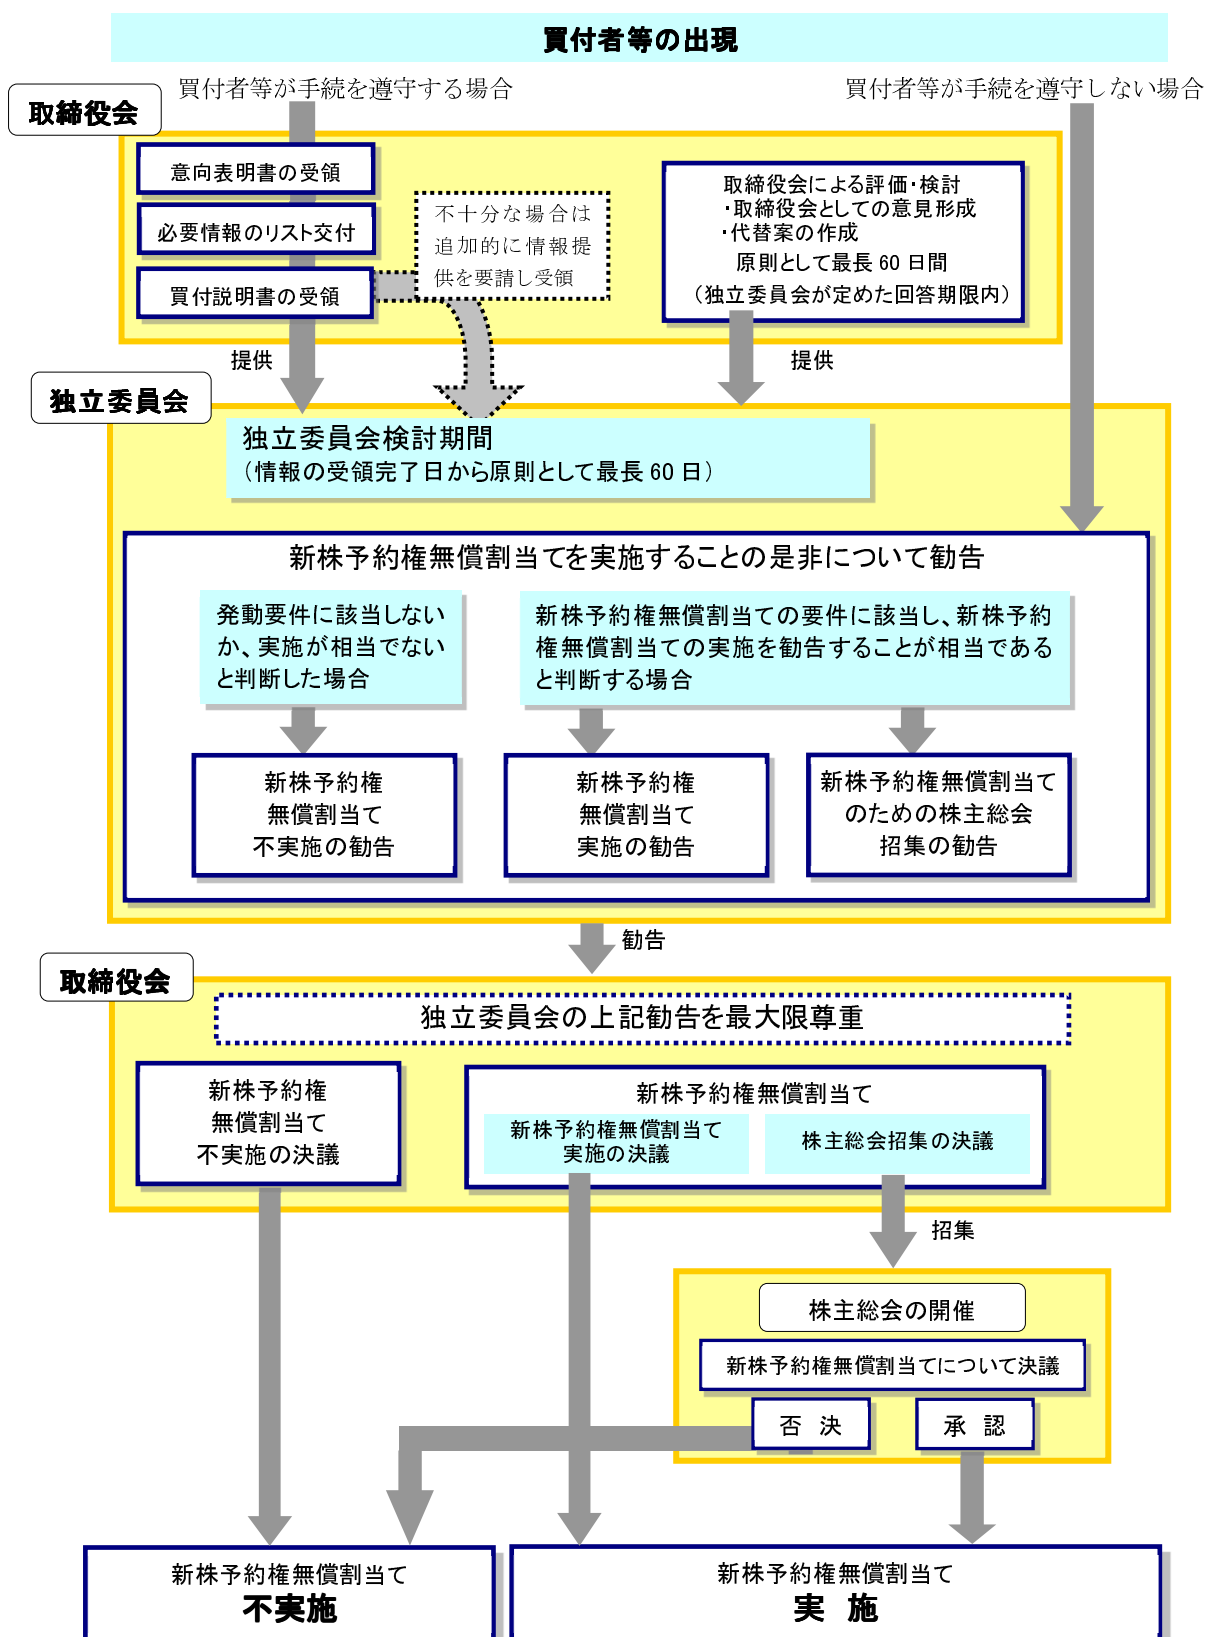 買付者等の出現
買付者等が手続を遵守する場合
買付者等が手続を遵守しない場合
取締役会
意向表明書の受領
必要情報のリスト交付
買付説明書の受領
不十分な場合は
追加的に情報提
供を要請し受領
取締役会による評価・検討
・取締役会としての意見形成
・代替案の作成
原則として最長 60 日間
（独立委員会が定めた回答期限内）
提供
提供
独立委員会
独立委員会検討期間
（情報の受領完了日から原則として最長 60 日）
新株予約権無償割当てを実施することの是非について勧告
発動要件に該当しない
か、実施が相当でない
と判断した場合
新株予約権無償割当ての要件に該当し、新株予約
権無償割当ての実施を勧告することが相当である
と判断する場合
新株予約権
無償割当て
不実施の勧告
新株予約権
無償割当て
実施の勧告
新株予約権無償割当て
のための株主総会
招集の勧告
勧告
取締役会
独立委員会の上記勧告を最大限尊重
新株予約権
無償割当て
不実施の決議
新株予約権無償割当て
新株予約権無償割当て
実施の決議
株主総会招集の決議
招集
株主総会の開催
新株予約権無償割当てについて決議
否 決
承 認
新株予約権無償割当て
不実施
新株予約権無償割当て
実 施